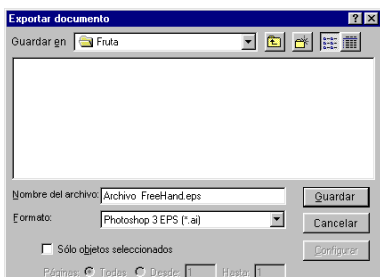 Exportar documento
Guardar en Fruta
Nombre del archivo: Archivo FreeHand.eps Guardar
Formato: Photoshop 3 EPS (*.ai) Cancelar
Sólo objetos seleccionados Configurar
Páginas: Todas Desde: 1 Hasta: 1